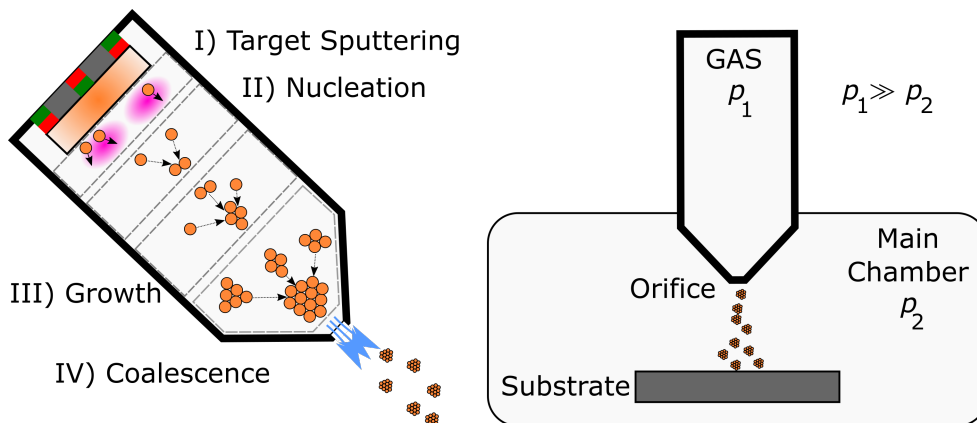 I) Target Sputtering
II) Nucleation
III) Growth
IV) Coalescence
GAS
p₁
p₁≫ p₂
Main
Chamber
p₂
Orifice
Substrate